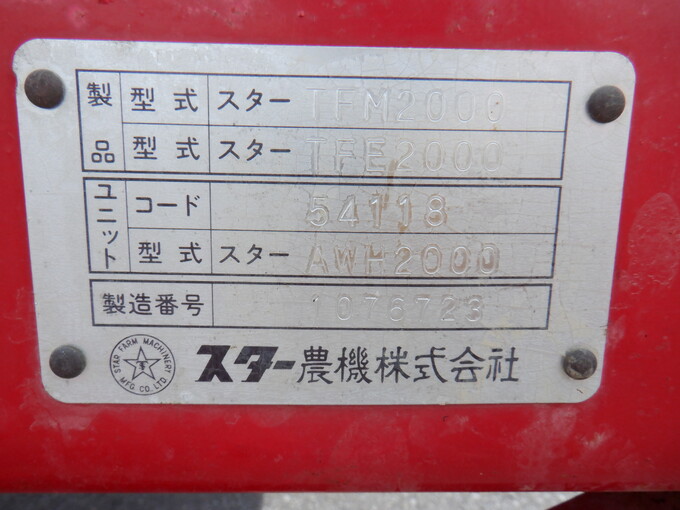 製品 型式 スター TFM2000
型式 スター TFE2000
ユニット コード 54118
型式 スター AWH2000
製造番号 1076723
STAR FARM MACHINERY MFG. CO. LTD.
スター農機株式会社